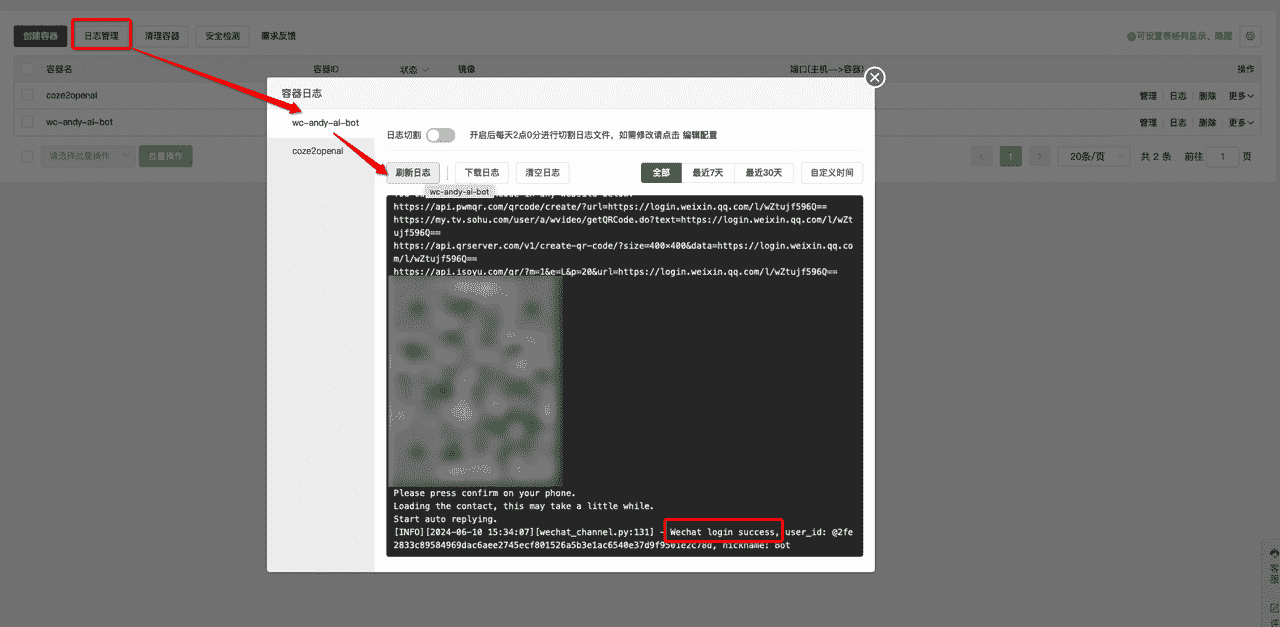 创建容器 日志管理 清理容器 安全检测 需求反馈 可设置表格列显示、隐藏
容器名 容器ID 状态 镜像 端口(主机--->容器) 操作
coze2openai 管理 日志 删除 更多
wc-andy-ai-bot 管理 日志 删除 更多
请选择批量操作 批量操作 1 20条/页 共 2 条 前往 1 页
容器日志
wc-andy-ai-bot
coze2openai
日志切割 开启后每天2点0分进行切割日志文件，如需修改请点击 编辑配置
刷新日志 下载日志 清空日志 全部 最近7天 最近30天 自定义时间
wc-andy-ai-bot
https://api.pwmqr.com/qrcode/create/?url=https://login.weixin.qq.com/l/wZtujf596Q==
https://my.tv.sohu.com/user/a/wvideo/getQRCode.do?text=https://login.weixin.qq.com/l/wZt
ujf596Q==
https://api.qrserver.com/v1/create-qr-code/?size=400×400&data=https://login.weixin.qq.co
m/l/wZtujf596Q==
https://api.isoyu.com/qr/?m=1&e=L&p=20&url=https://login.weixin.qq.com/l/wZtujf596Q==
Please press confirm on your phone.
Loading the contact, this may take a little while.
Start auto replying.
[INFO][2024-06-10 15:34:07][wechat_channel.py:131] - Wechat login success, user_id: @2fe
2833c89584969dac6aee2745ecf801526a5b3e1ac6540e37d9f9501e2c78d, nickname: bot
客服